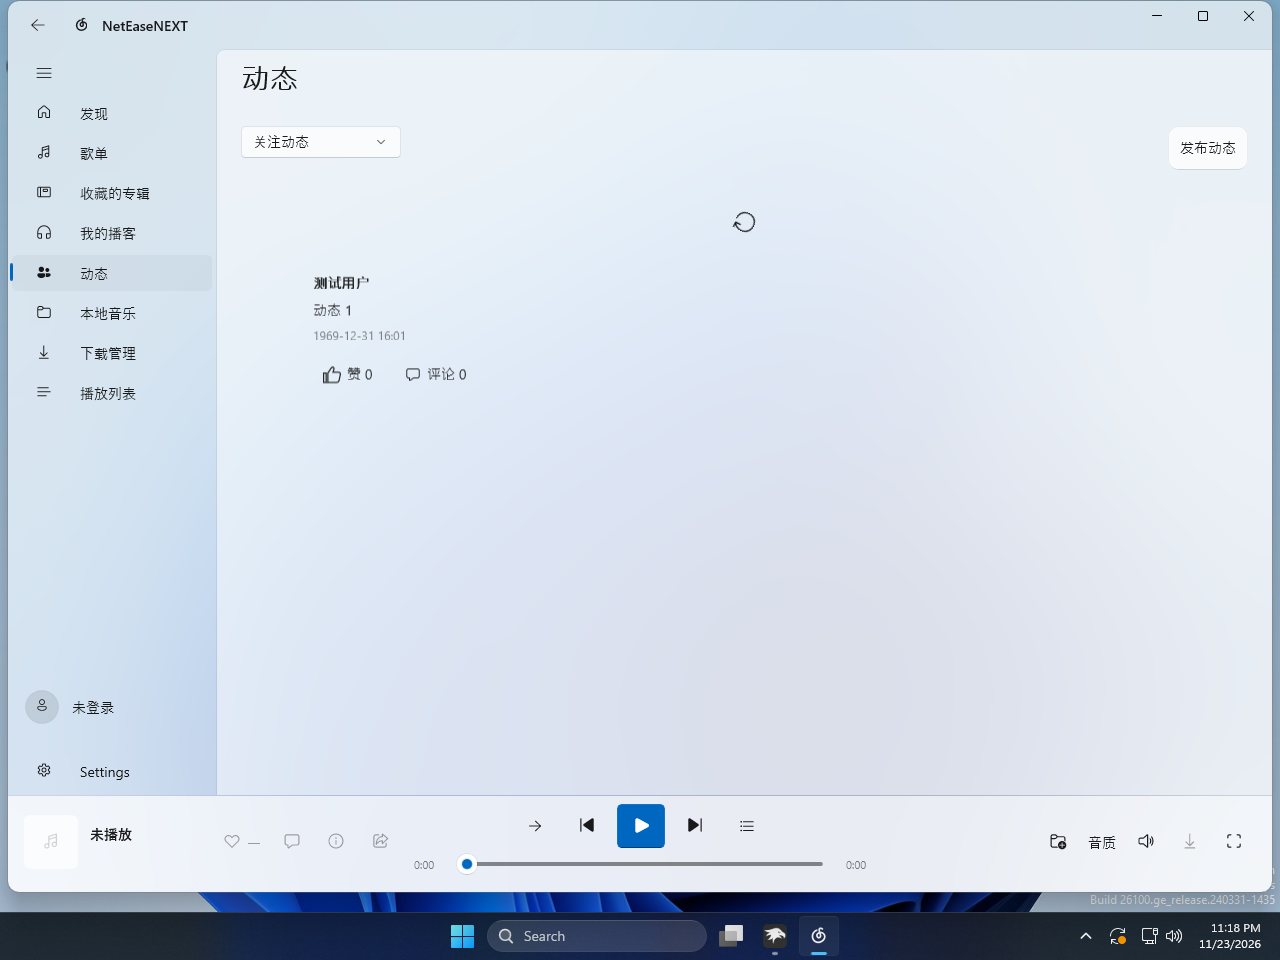 NetEaseNEXT
发现
歌单
收藏的专辑
我的播客
动态
本地音乐
下载管理
播放列表
未登录
Settings
动态
关注动态
发布动态
测试用户
动态 1
1969-12-31 16:01
赞 0
评论 0
未播放
0:00
0:00
音质
Build 26100.ge_release.240331-1435
Search
11:18 PM
11/23/2026